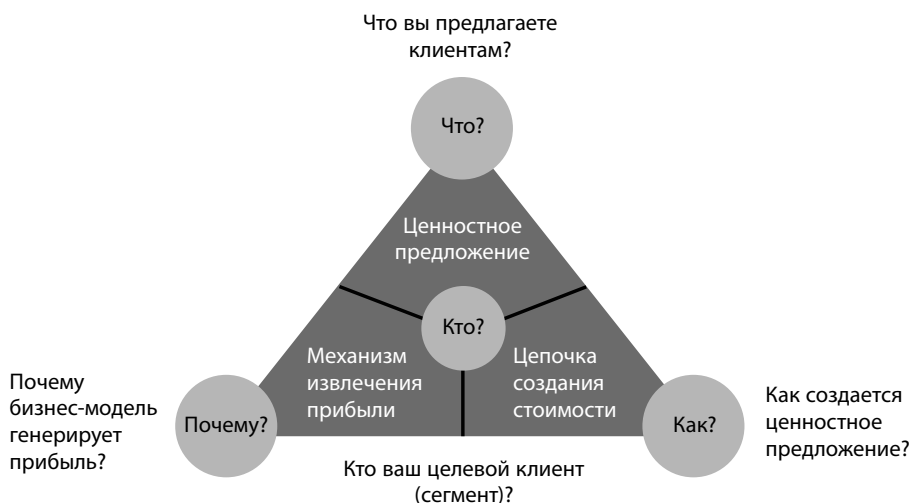 Что вы предлагаете
клиентам?
Что?
Ценностное
предложение
Кто?
Механизм
извлечения
прибыли
Цепочка
создания
стоимости
Почему
бизнес-модель
генерирует
прибыль?
Почему?
Как?
Как создается
ценностное
предложение?
Кто ваш целевой клиент
(сегмент)?